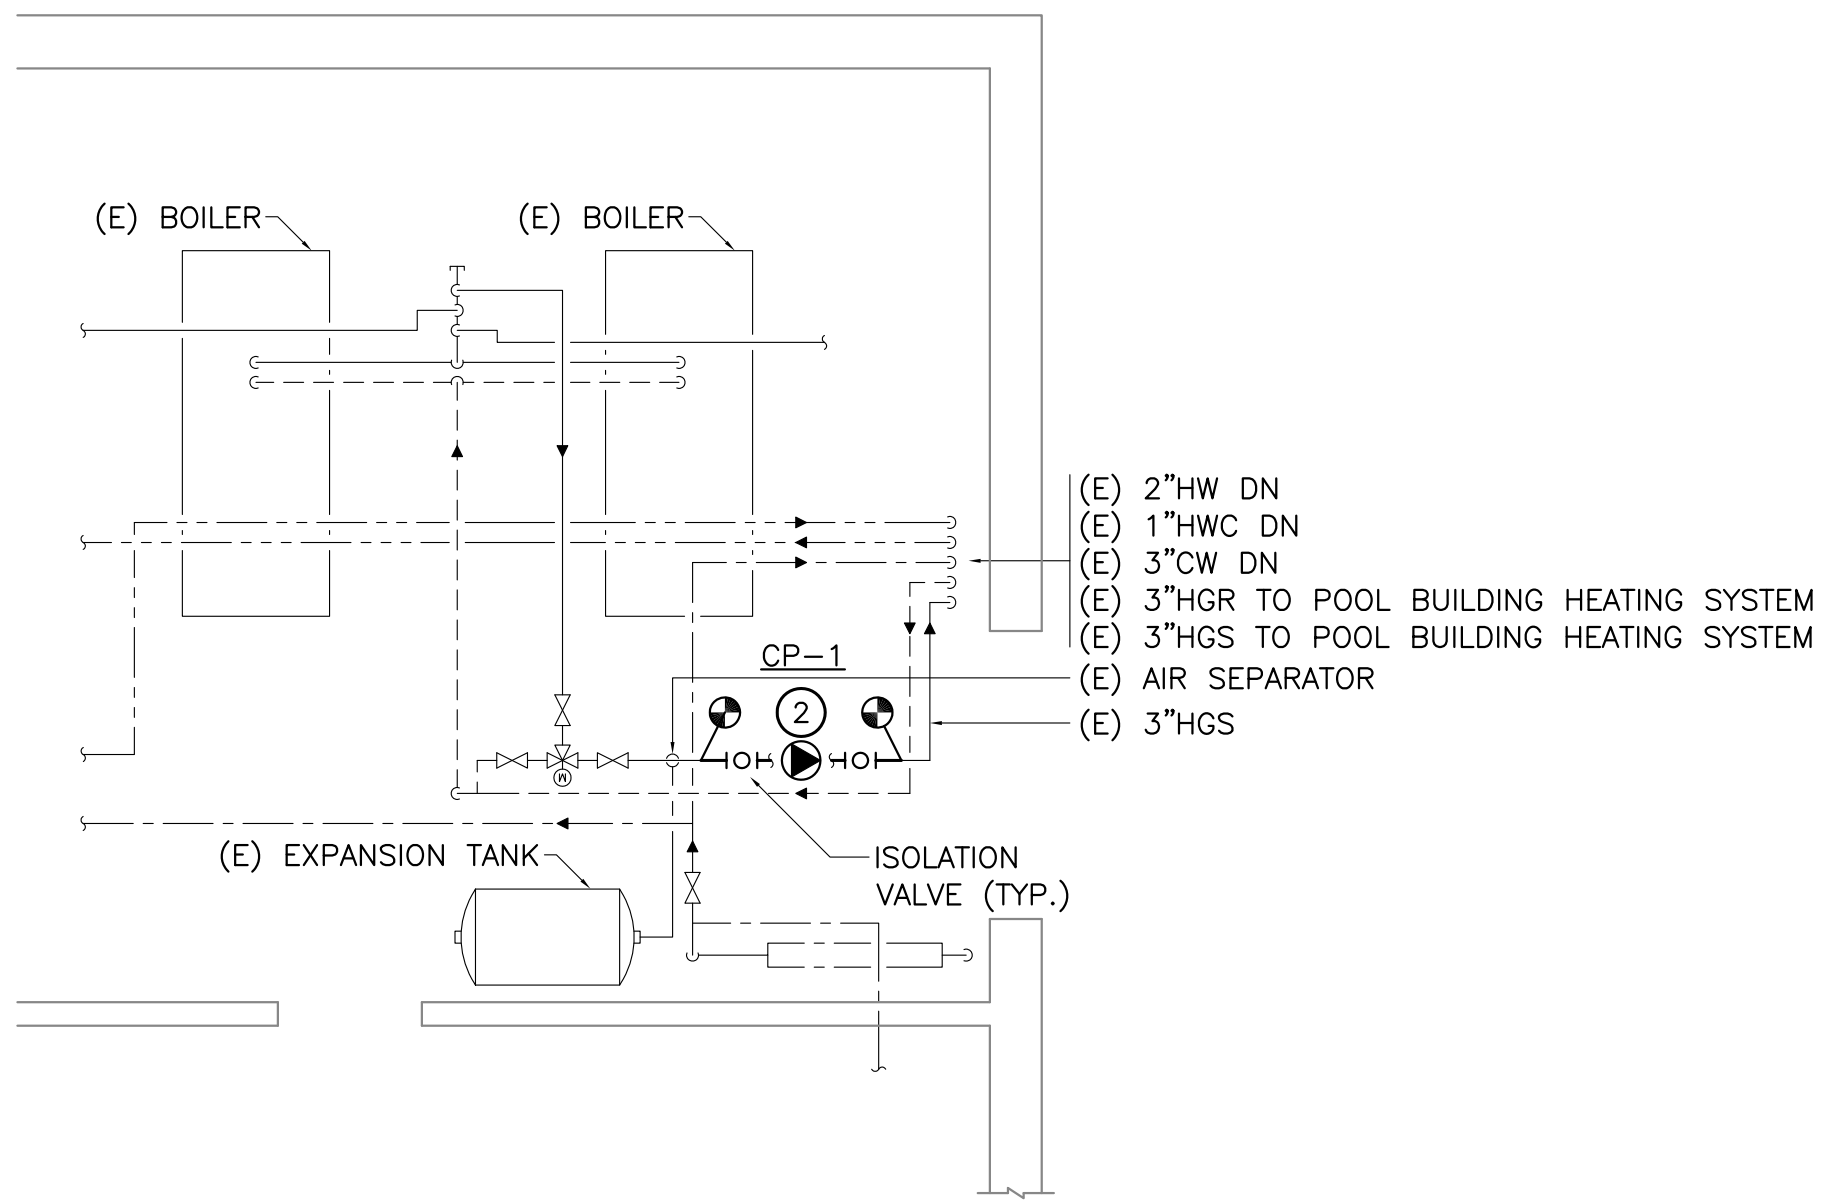 (E) BOILER
(E) BOILER
(E) 2"HW DN
(E) 1"HWC DN
(E) 3"CW DN
(E) 3"HGR TO POOL BUILDING HEATING SYSTEM
(E) 3"HGS TO POOL BUILDING HEATING SYSTEM
CP-1
(E) AIR SEPARATOR
2
(E) 3"HGS
M
(E) EXPANSION TANK
ISOLATION
VALVE (TYP.)